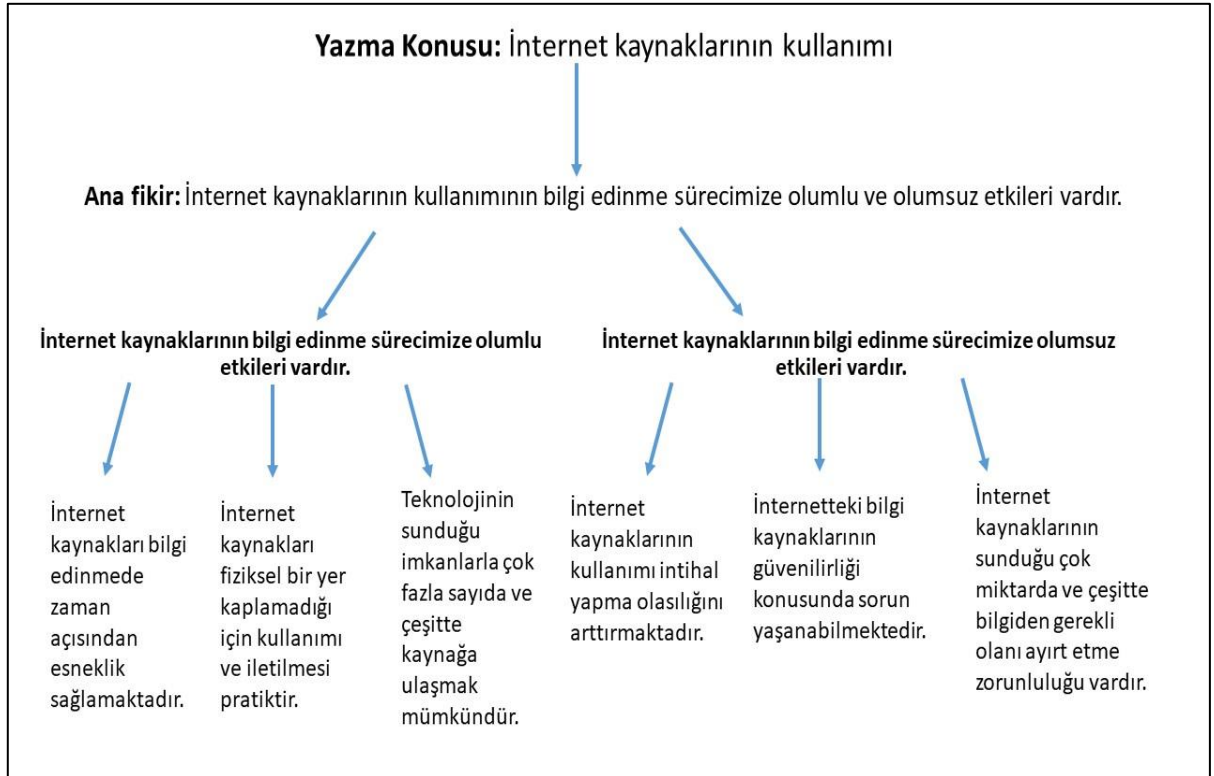 Yazma Konusu: İnternet kaynaklarının kullanımı
Ana fikir: İnternet kaynaklarının kullanımının bilgi edinme sürecimize olumlu ve olumsuz etkileri vardır.
İnternet kaynaklarının bilgi edinme sürecimize olumlu
etkileri vardır.
İnternet kaynaklarının bilgi edinme sürecimize olumsuz
etkileri vardır.
İnternet
kaynakları bilgi
edinmede
zaman
açısından
esneklik
sağlamaktadır.
İnternet
kaynakları
fiziksel bir yer
kaplamadığı
için kullanımı
ve iletilmesi
pratiktir.
Teknolojinin
sunduğu
imkanlarla çok
fazla sayıda ve
çeşitte
kaynağa
ulaşmak
mümkündür.
İnternet
kaynaklarının
kullanımı intihal
yapma olasılığını
arttırmaktadır.
İnternetteki bilgi
kaynaklarının
güvenilirliği
konusunda sorun
yaşanabilmektedir.
İnternet
kaynaklarının
sunduğu çok
miktarda ve çeşitte
bilgiden gerekli
olanı ayırt etme
zorunluluğu vardır.